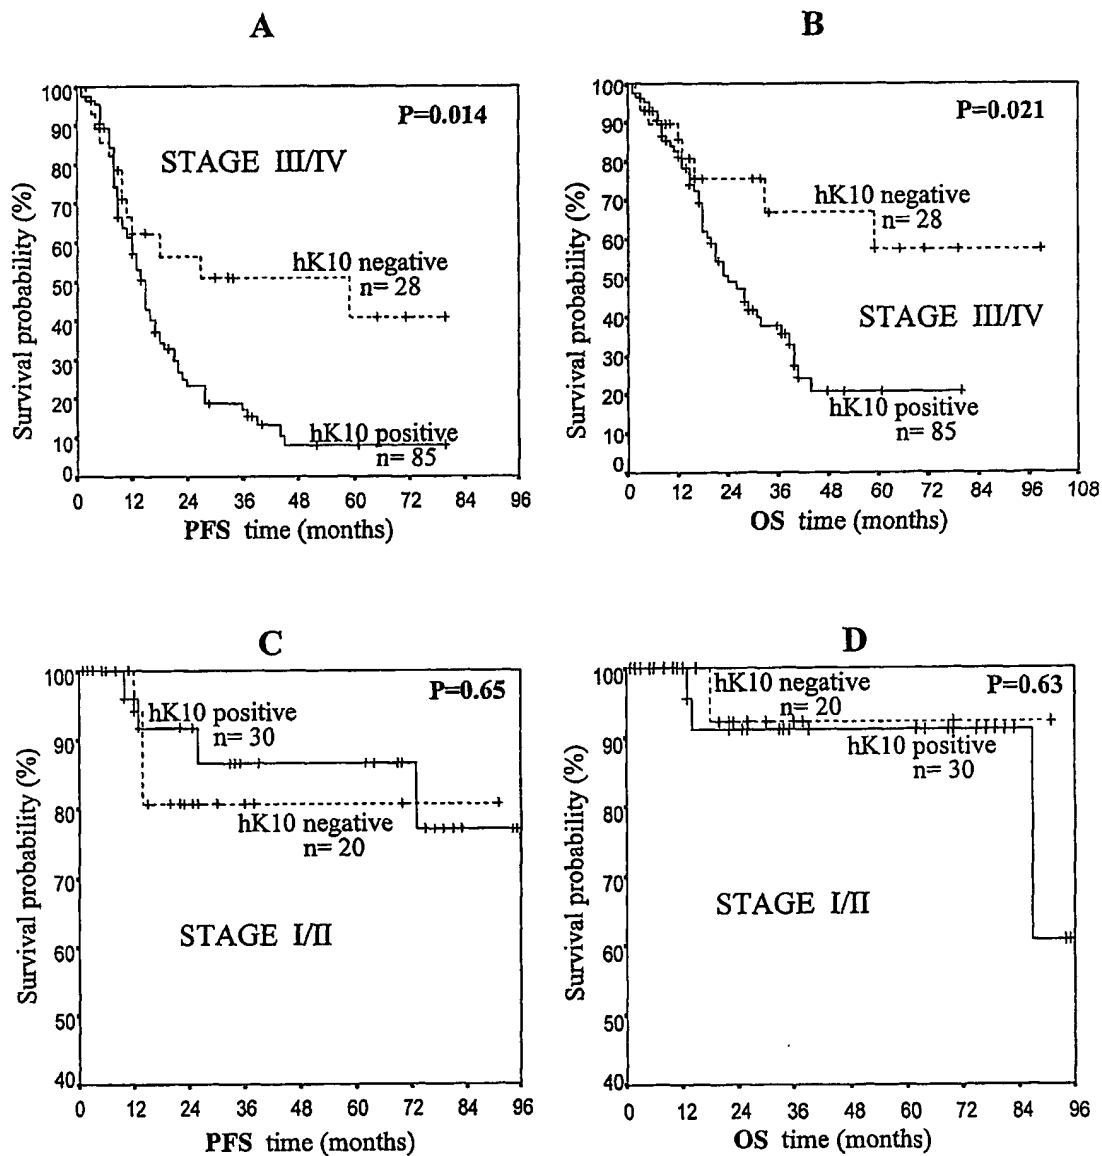 A
P=0.014
STAGE III/IV
hK10 negative
n= 28
hK10 positive
n= 85
Survival probability (%)
100
90
80
70
60
50
40
30
20
10
0
0 12 24 36 48 60 72 84 96
PFS time (months)
B
P=0.021
hK10 negative
n= 28
STAGE III/IV
hK10 positive
n= 85
Survival probability (%)
100
90
80
70
60
50
40
30
20
10
0
0 12 24 36 48 60 72 84 96 108
OS time (months)
C
P=0.65
hK10 positive
n= 30
hK10 negative
n= 20
STAGE I/II
Survival probability (%)
100
90
80
70
60
50
40
0 12 24 36 48 60 72 84 96
PFS time (months)
D
hK10 negative
n= 20
P=0.63
hK10 positive
n= 30
STAGE I/II
Survival probability (%)
100
90
80
70
60
50
40
0 12 24 36 48 60 72 84 96
OS time (months)